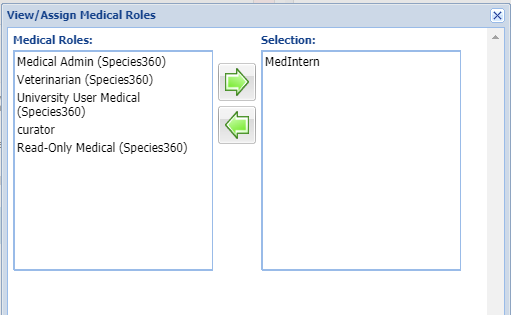 View/Assign Medical Roles
Medical Roles:
Selection:
Medical Admin (Species360)
Veterinarian (Species360)
University User Medical
(Species360)
curator
Read-Only Medical (Species360)
MedIntern